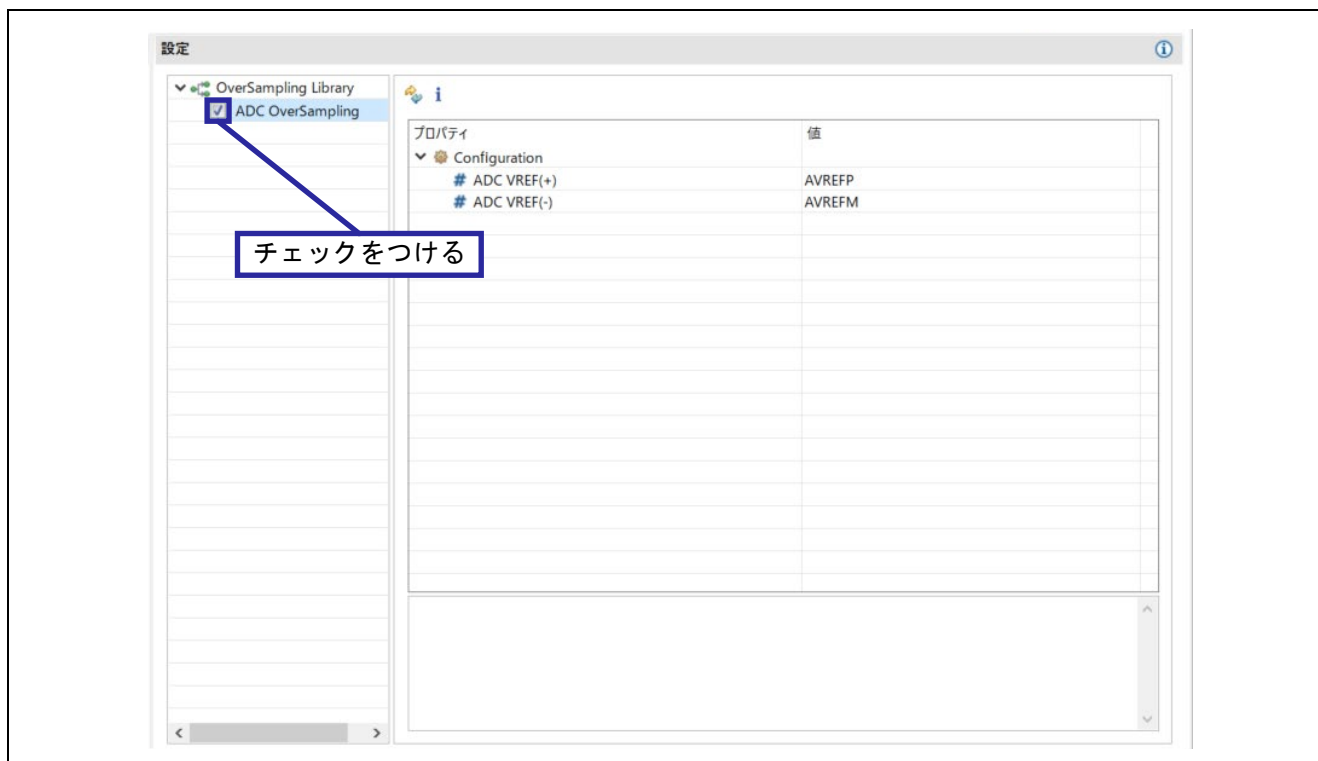 設定
OverSampling Library
ADC OverSampling
チェックをつける
プロパティ 値
Configuration
ADC VREF(+) AVREFP
ADC VREF(-) AVREFM